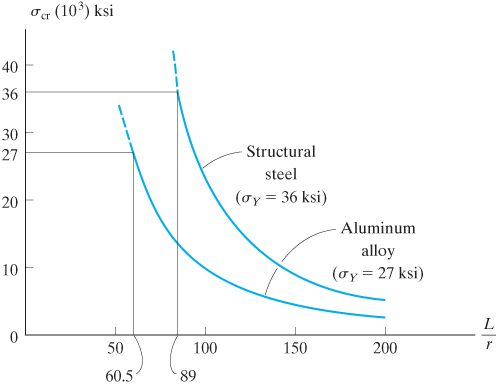 σcr (10³) ksi
40
36
30
27
20
10
0
Structural
steel
(σY = 36 ksi)
Aluminum
alloy
(σY = 27 ksi)
50
100
150
200
L
r
60.5
89